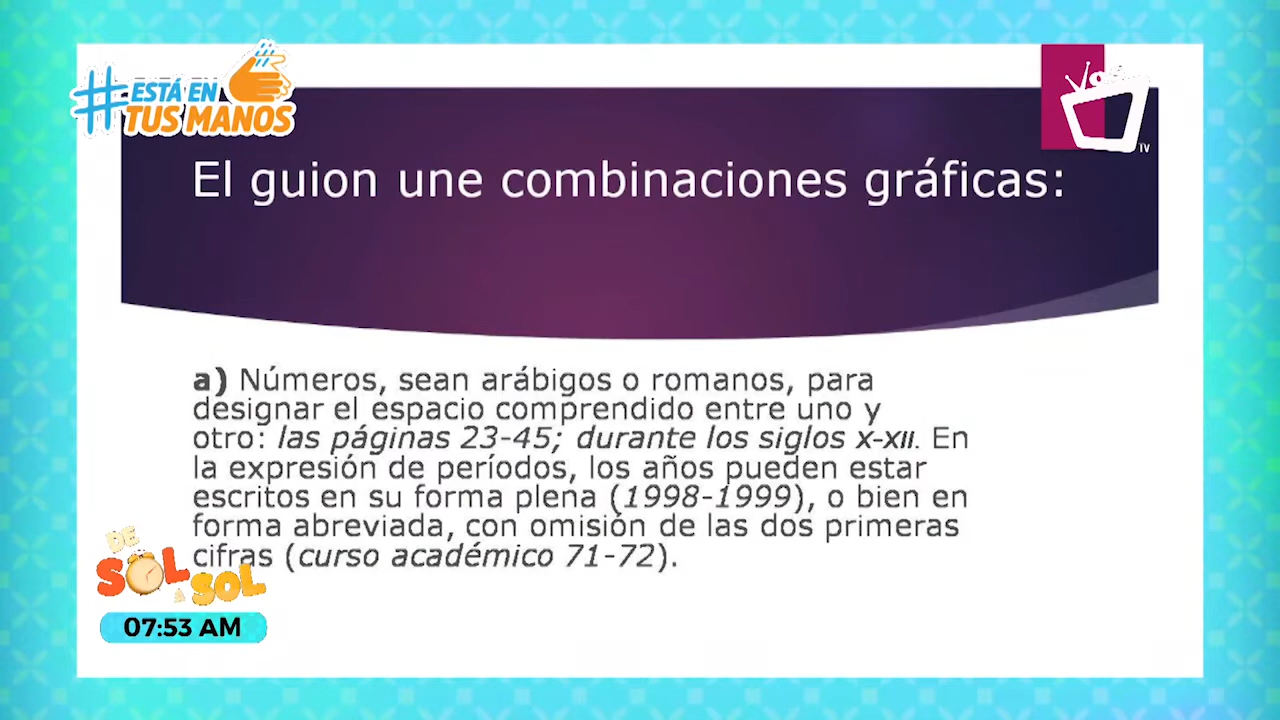 #ESTÁ EN
TUS MANOS
TV
El guion une combinaciones gráficas:
a) Números, sean arábigos o romanos, para
designar el espacio comprendido entre uno y
otro: las páginas 23-45; durante los siglos X-XII. En
la expresión de períodos, los años pueden estar
escritos en su forma plena (1998-1999), o bien en
forma abreviada, con omisión de las dos primeras
cifras (curso académico 71-72).
DE
SOL
A SOL
07:53 AM